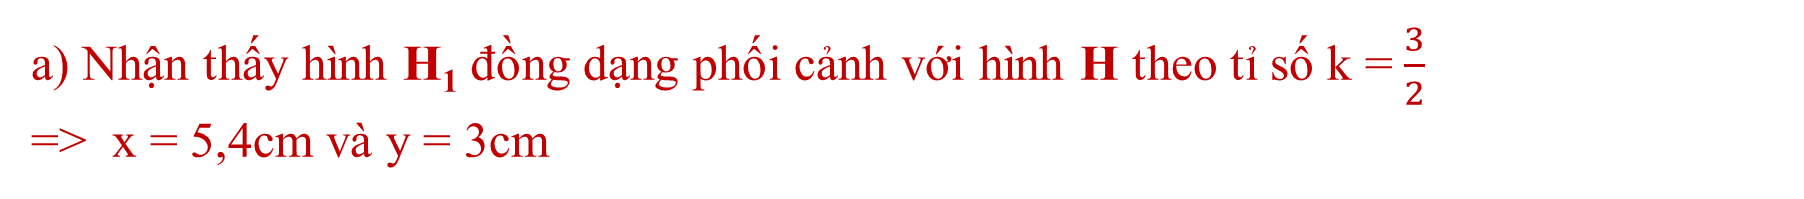 a) Nhận thấy hình H₁ đồng dạng phối cảnh với hình H theo tỉ số k = 3/2
=> x = 5,4cm và y = 3cm